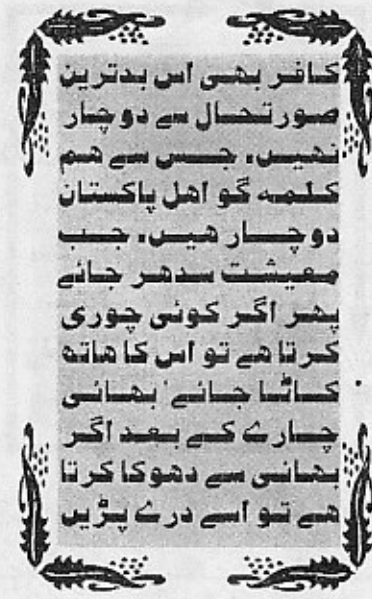 کافر بھی اس بدترین
صورتحال سے دو چار
نہیں، جس سے ہم
کلمہ گو اہل پاکستان
دوچار ہیں، جب
معیشت سدھر جائے
پھر اگر کوئی چوری
کرتا ہے تو اس کا ہاتھ
کاٹا جائے' بھائی
چارے کے بعد اگر
بھائی سے دھوکا کرتا
ہے تو اسے درے پڑیں